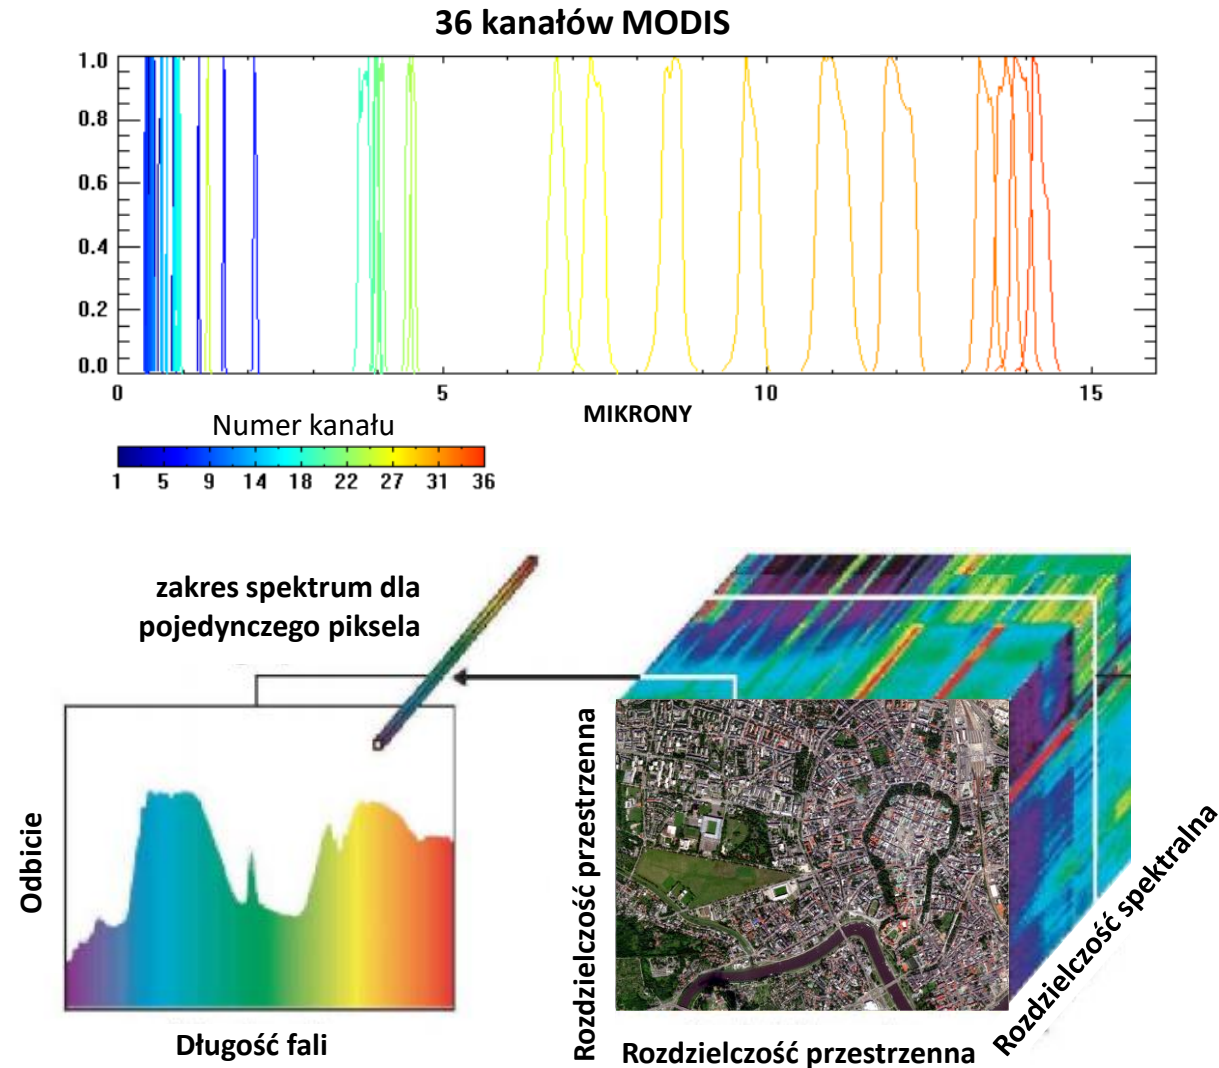 36 kanałów MODIS
1.0
0.8
0.6
0.4
0.2
0.0
0 5 10 15
MIKRONY
Numer kanału
1 5 9 14 18 22 27 31 36
zakres spektrum dla
pojedynczego piksela
Odbicie
Długość fali
Rozdzielczość przestrzenna
Rozdzielczość przestrzenna
Rozdzielczość spektralna